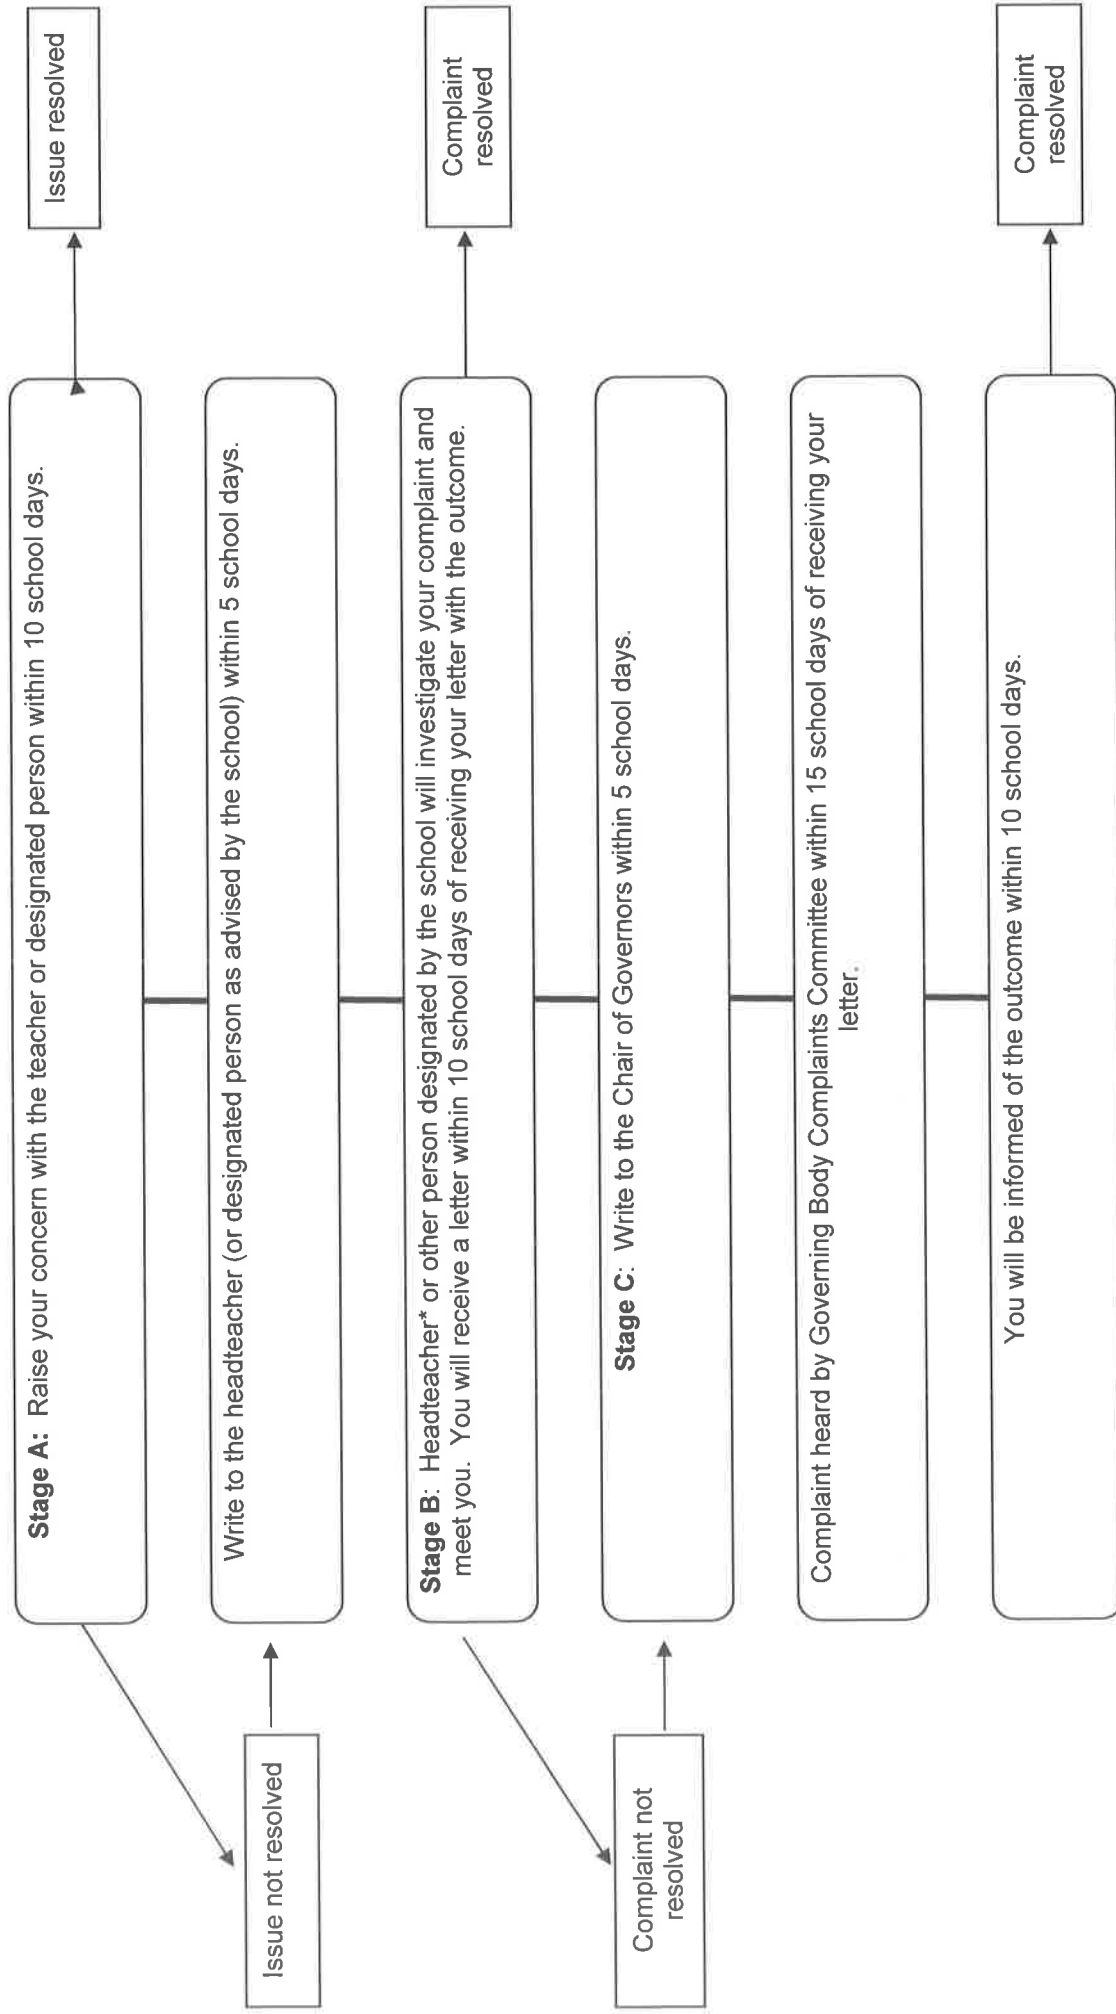 Stage A: Raise your concern with the teacher or designated person within 10 school days.
Issue resolved
Issue not resolved
Write to the headteacher (or designated person as advised by the school) within 5 school days.
Stage B: Headteacher* or other person designated by the school will investigate your complaint and
meet you. You will receive a letter within 10 school days of receiving your letter with the outcome.
Complaint
resolved
Complaint not
resolved
Stage C: Write to the Chair of Governors within 5 school days.
Complaint heard by Governing Body Complaints Committee within 15 school days of receiving your
letter.
You will be informed of the outcome within 10 school days.
Complaint
resolved